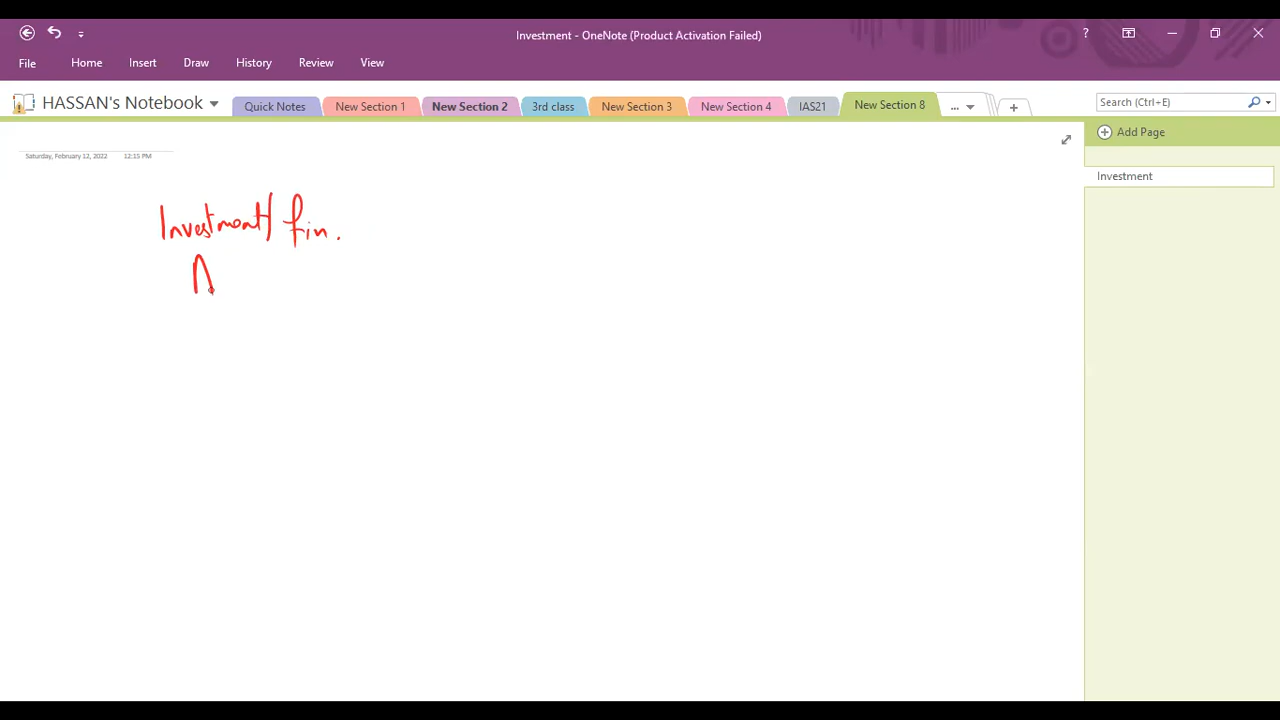 Investment - OneNote (Product Activation Failed)
?
File Home Insert Draw History Review View
HASSAN's Notebook Quick Notes New Section 1 New Section 2 3rd class New Section 3 New Section 4 IAS21 New Section 8 ... + Search (Ctrl+E)
Add Page
Saturday, February 12, 2022 12:15 PM
Investment
Investment/ fin.